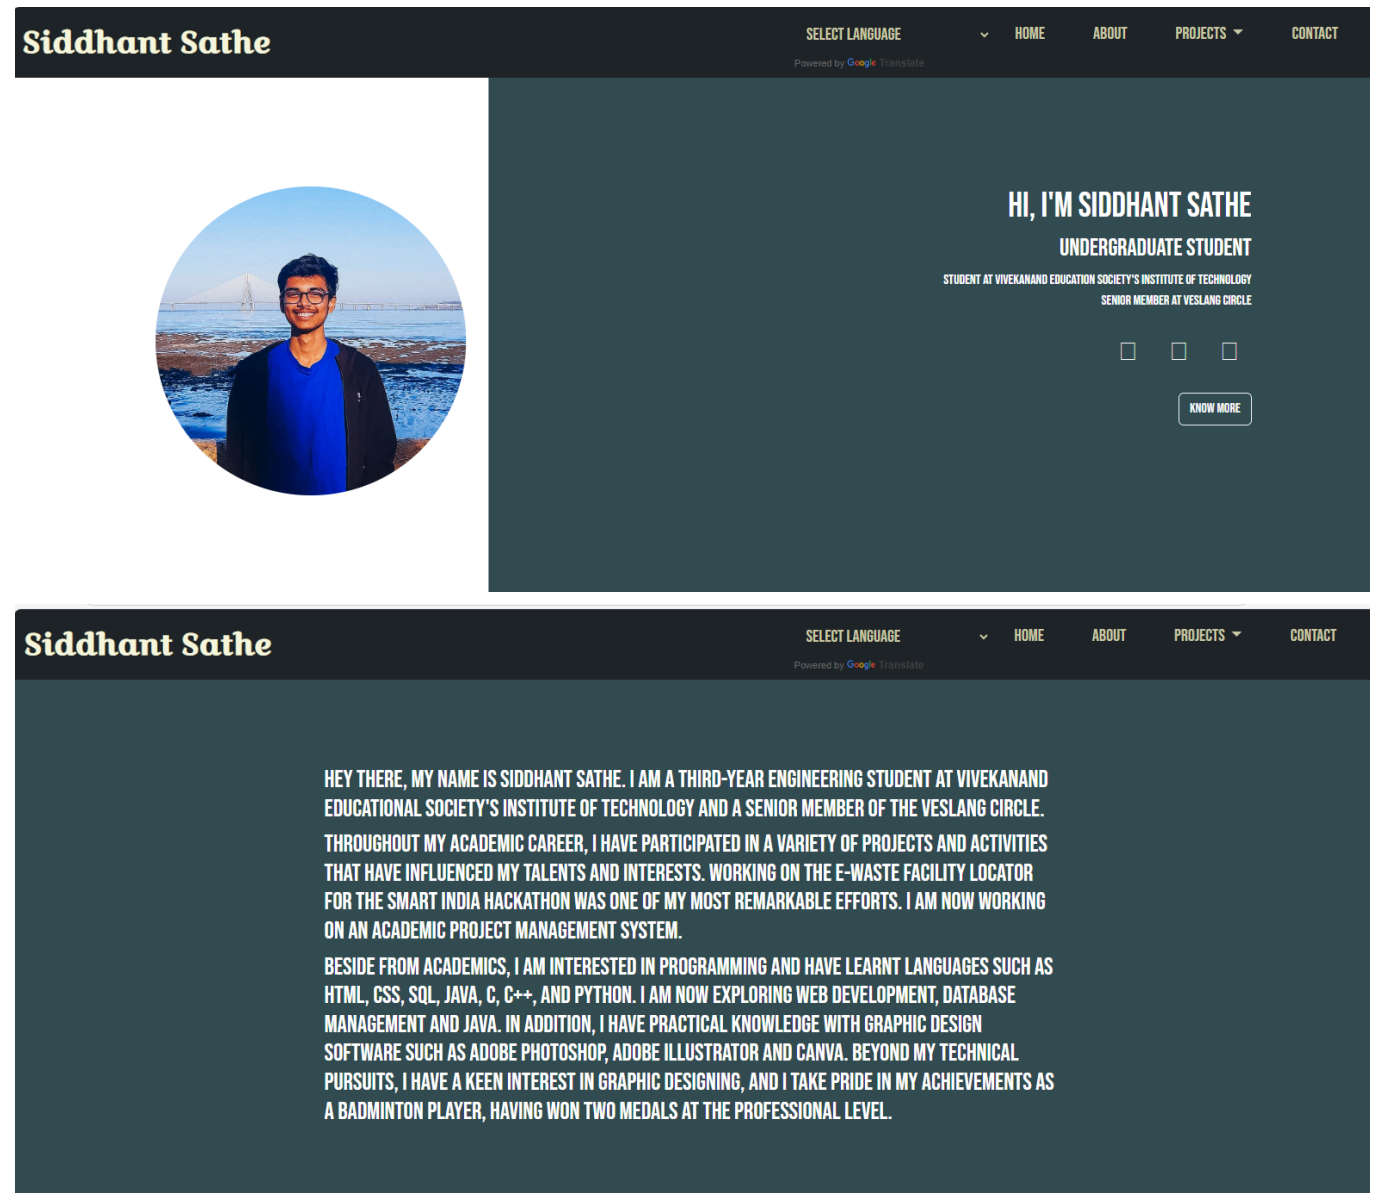 Siddhant Sathe
SELECT LANGUAGE
HOME
ABOUT
PROJECTS
CONTACT
Powered by Google Translate
HI, I'M SIDDHANT SATHE
UNDERGRADUATE STUDENT
STUDENT AT VIVEKANAND EDUCATION SOCIETY'S INSTITUTE OF TECHNOLOGY
SENIOR MEMBER AT VESLANG CIRCLE
KNOW MORE
Siddhant Sathe
SELECT LANGUAGE
HOME
ABOUT
PROJECTS
CONTACT
Powered by Google Translate
HEY THERE, MY NAME IS SIDDHANT SATHE. I AM A THIRD-YEAR ENGINEERING STUDENT AT VIVEKANAND
EDUCATIONAL SOCIETY'S INSTITUTE OF TECHNOLOGY AND A SENIOR MEMBER OF THE VESLANG CIRCLE.
THROUGHOUT MY ACADEMIC CAREER, I HAVE PARTICIPATED IN A VARIETY OF PROJECTS AND ACTIVITIES
THAT HAVE INFLUENCED MY TALENTS AND INTERESTS. WORKING ON THE E-WASTE FACILITY LOCATOR
FOR THE SMART INDIA HACKATHON WAS ONE OF MY MOST REMARKABLE EFFORTS. I AM NOW WORKING
ON AN ACADEMIC PROJECT MANAGEMENT SYSTEM.
BESIDE FROM ACADEMICS, I AM INTERESTED IN PROGRAMMING AND HAVE LEARNT LANGUAGES SUCH AS
HTML, CSS, SQL, JAVA, C, C++, AND PYTHON. I AM NOW EXPLORING WEB DEVELOPMENT, DATABASE
MANAGEMENT AND JAVA. IN ADDITION, I HAVE PRACTICAL KNOWLEDGE WITH GRAPHIC DESIGN
SOFTWARE SUCH AS ADOBE PHOTOSHOP, ADOBE ILLUSTRATOR AND CANVA. BEYOND MY TECHNICAL
PURSUITS, I HAVE A KEEN INTEREST IN GRAPHIC DESIGNING, AND I TAKE PRIDE IN MY ACHIEVEMENTS AS
A BADMINTON PLAYER, HAVING WON TWO MEDALS AT THE PROFESSIONAL LEVEL.